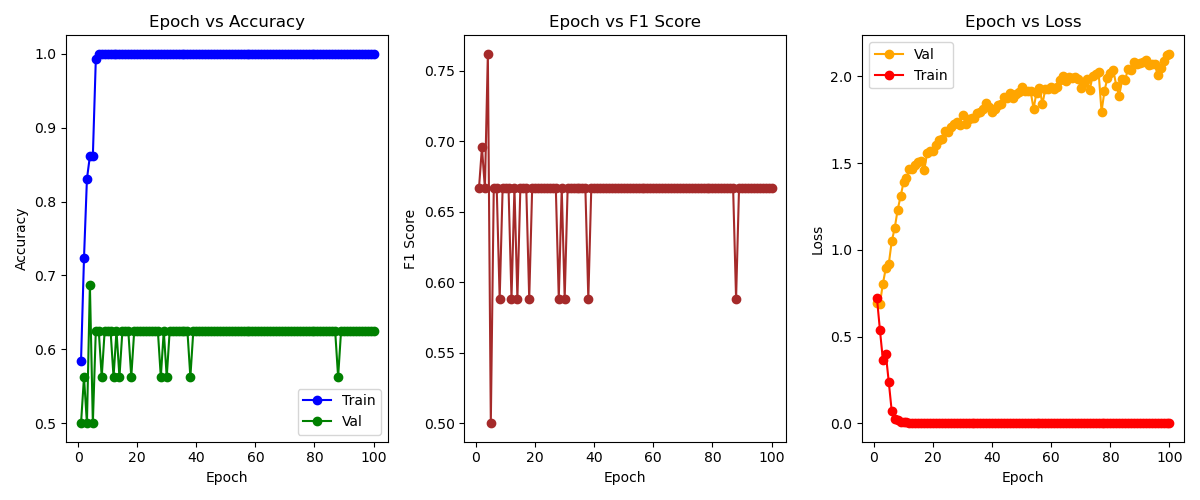 Epoch vs Accuracy
Accuracy
1.0
0.9
0.8
0.7
0.6
0.5
0
20
40
60
80
100
Epoch
Train
Val
Epoch vs F1 Score
F1 Score
0.75
0.70
0.65
0.60
0.55
0.50
0
20
40
60
80
100
Epoch
Epoch vs Loss
Loss
2.0
1.5
1.0
0.5
0.0
0
20
40
60
80
100
Epoch
Val
Train